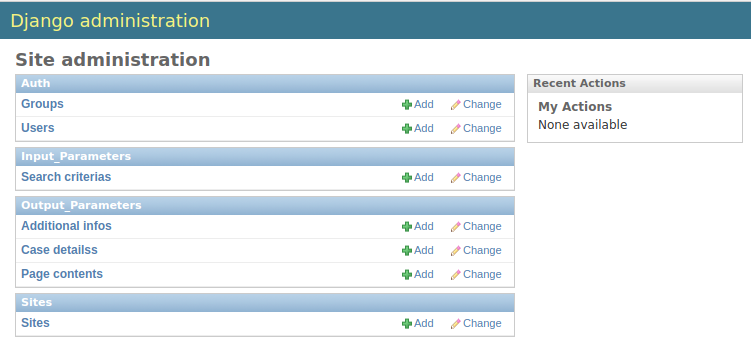 Django administration
Site administration
Auth
Groups Add Change
Users Add Change
Input_Parameters
Search criterias Add Change
Output_Parameters
Additional infos Add Change
Case detailss Add Change
Page contents Add Change
Sites
Sites Add Change
Recent Actions
My Actions
None available